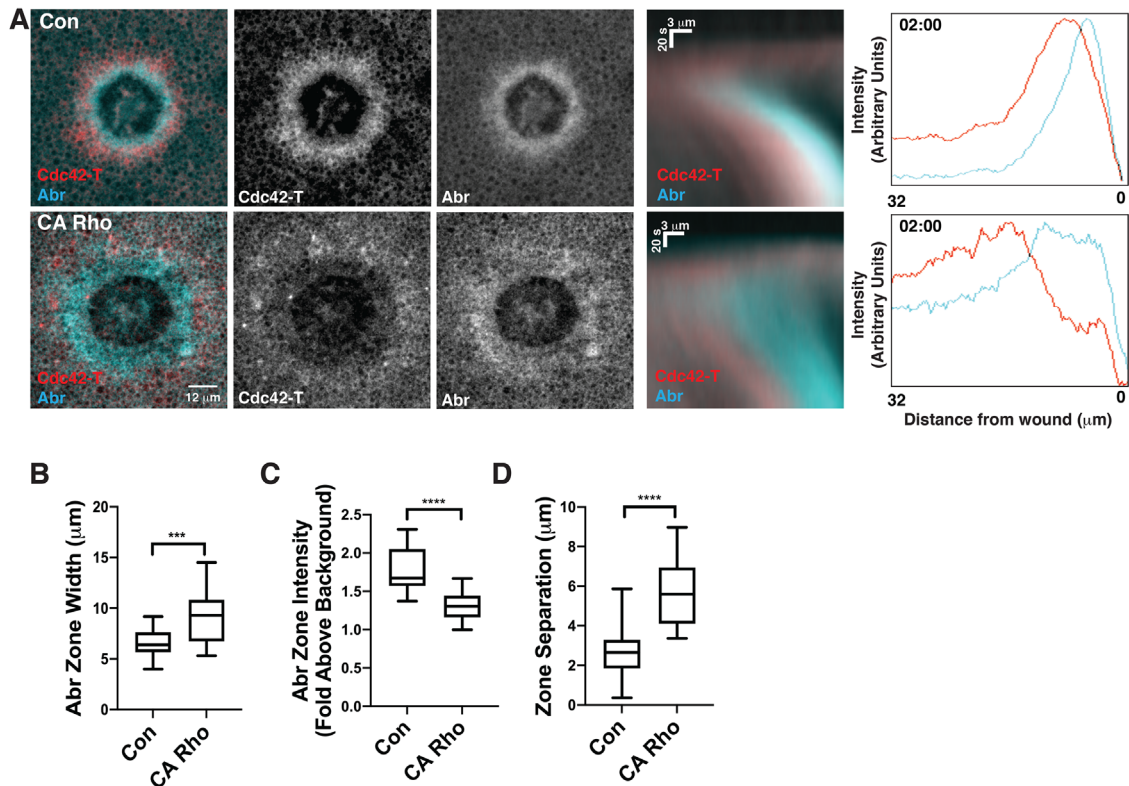 A
Con
Cdc42-T
Abr
Cdc42-T
Abr
3 μm
20 s
Cdc42-T
Abr
02:00
Intensity
(Arbitrary Units)
32
0
CA Rho
Cdc42-T
Abr
12 μm
Cdc42-T
Abr
3 μm
20 s
Cdc42-T
Abr
02:00
Intensity
(Arbitrary Units)
32
0
Distance from wound (μm)
B
Abr Zone Width (μm)
20
15
10
5
0
***
Con
CA Rho
C
Abr Zone Intensity
(Fold Above Background)
2.5
2.0
1.5
1.0
0.5
0.0
****
Con
CA Rho
D
Zone Separation (μm)
10
8
6
4
2
0
****
Con
CA Rho